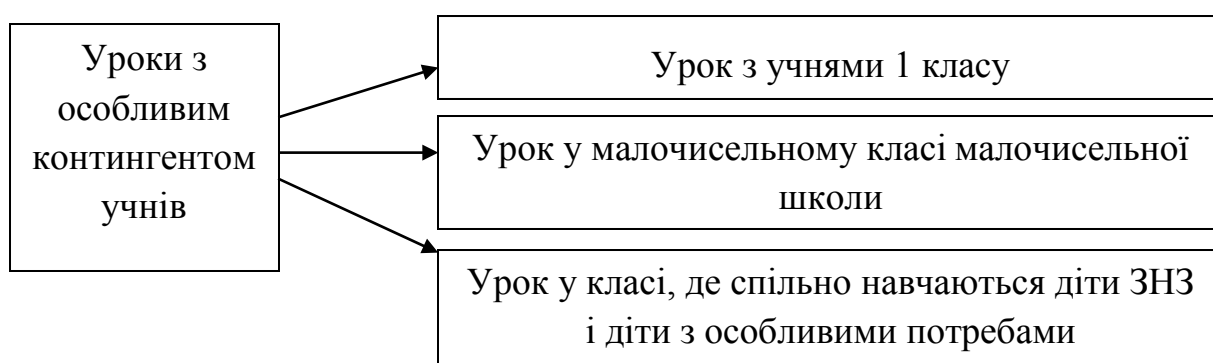 Уроки з
особливим
контингентом
учнів
Урок з учнями 1 класу
Урок у малочисельному класі малочисельної
школи
Урок у класі, де спільно навчаються діти ЗНЗ
і діти з особливими потребами